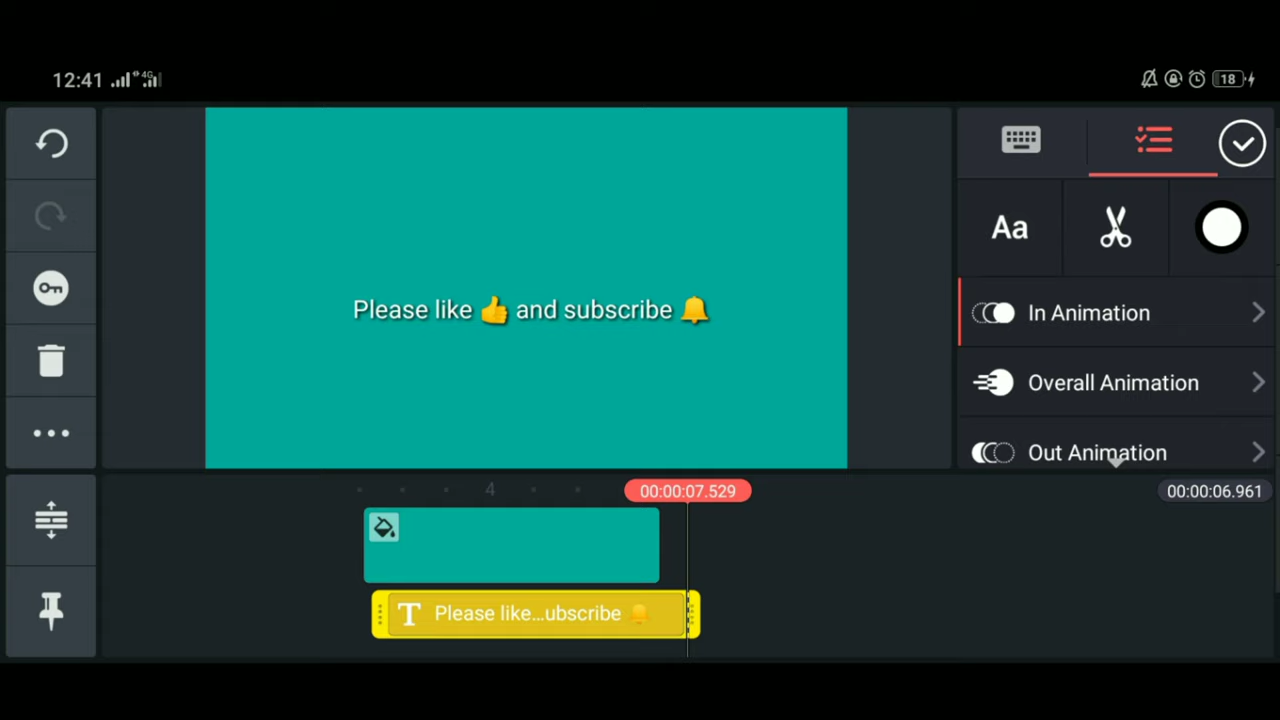 12:41
4G
18
Please like 👍 and subscribe 🔔
Aa
In Animation
Overall Animation
Out Animation
4
00:00:07.529
00:00:06.961
T Please like...ubscribe 🔔